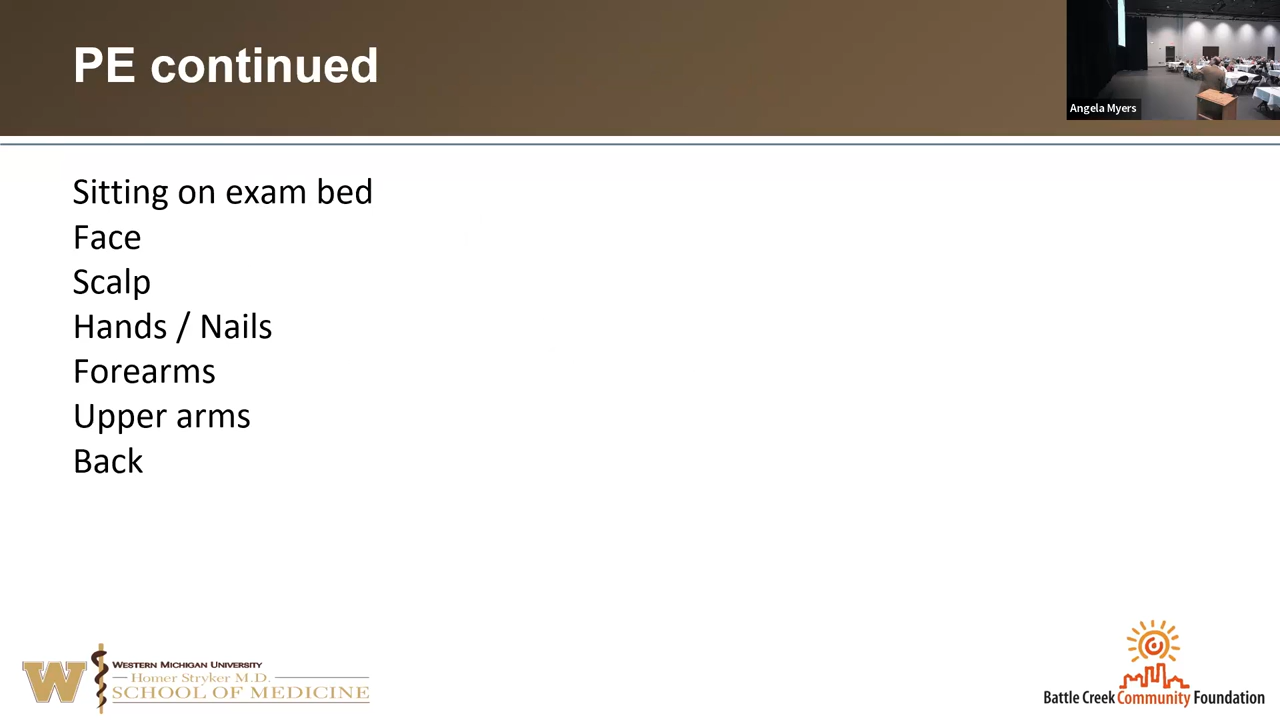 PE continued
Angela Myers
Sitting on exam bed
Face
Scalp
Hands / Nails
Forearms
Upper arms
Back
W
WESTERN MICHIGAN UNIVERSITY
Homer Stryker M.D.
SCHOOL OF MEDICINE
Battle Creek Community Foundation